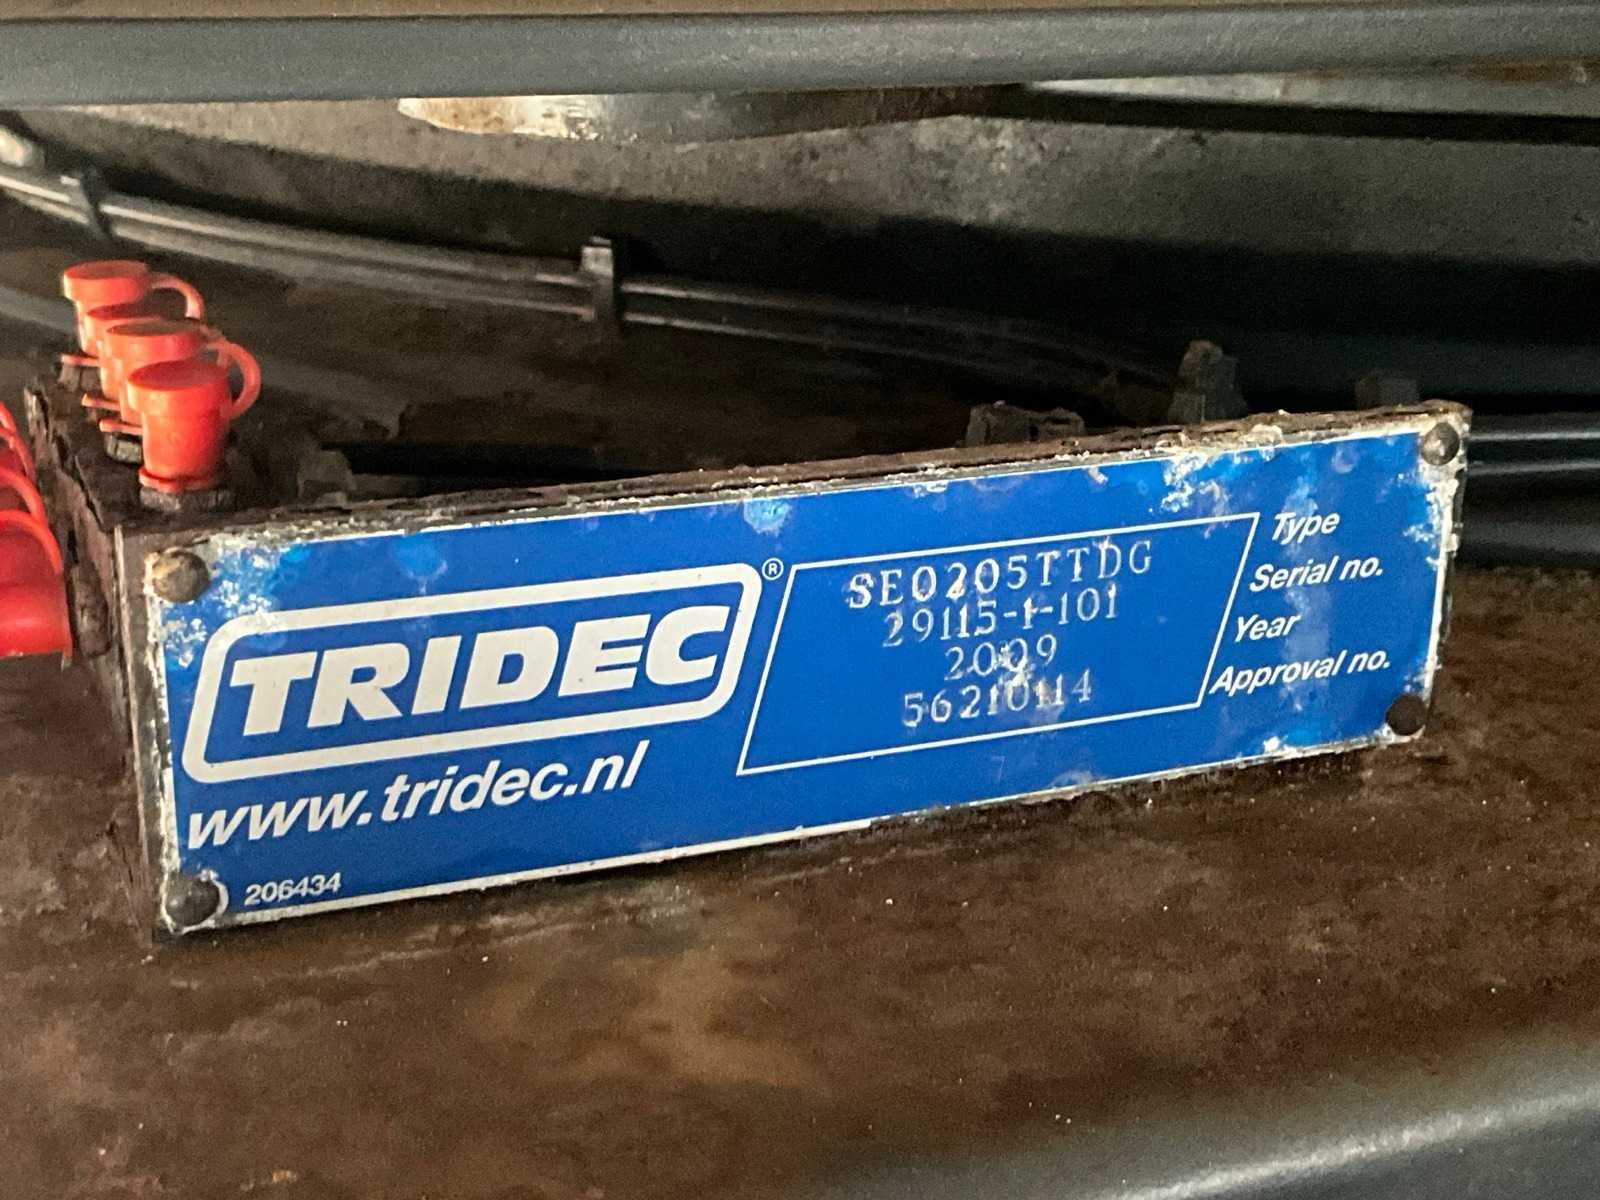 TRIDEC®
www.tridec.nl
206434
SE0205TTDG Type
29115-1-101 Serial no.
2009 Year
56210114 Approval no.